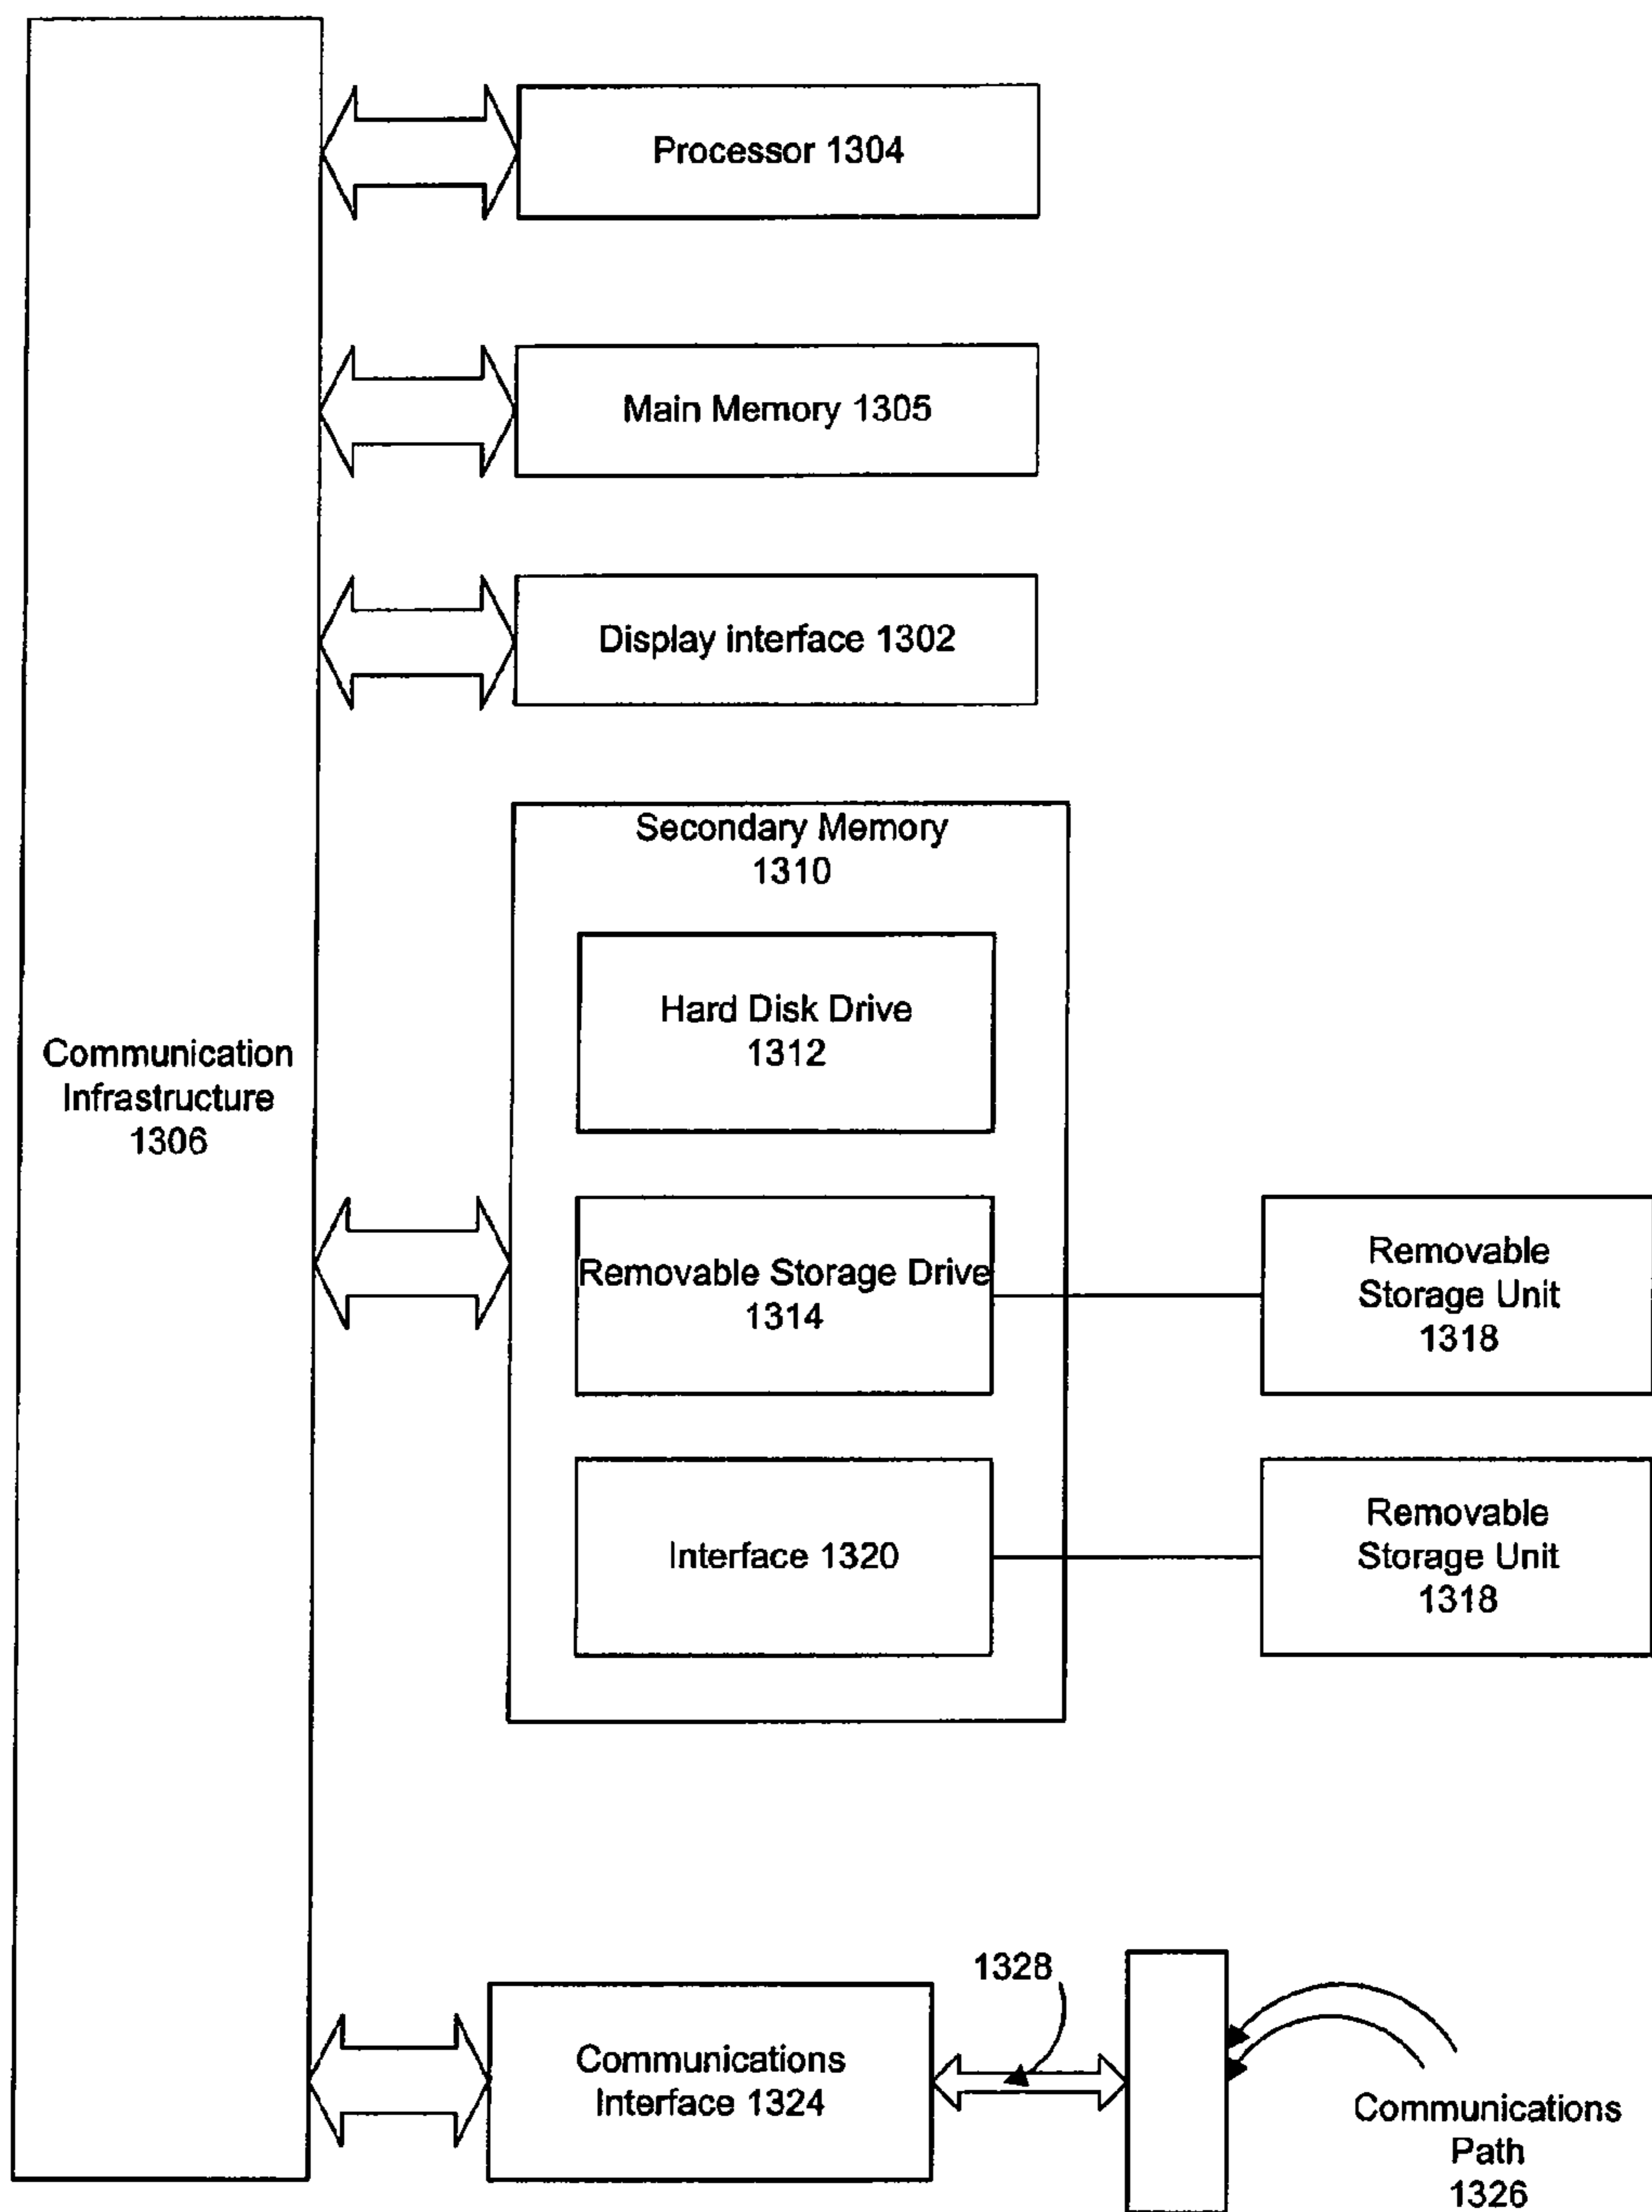 Processor 1304
Main Memory 1305
Display interface 1302
Secondary Memory
1310
Hard Disk Drive
1312
Communication
Infrastructure
1306
Removable Storage Drive
1314
Removable
Storage Unit
1318
Interface 1320
Removable
Storage Unit
1318
1328
Communications
Interface 1324
Communications
Path
1326